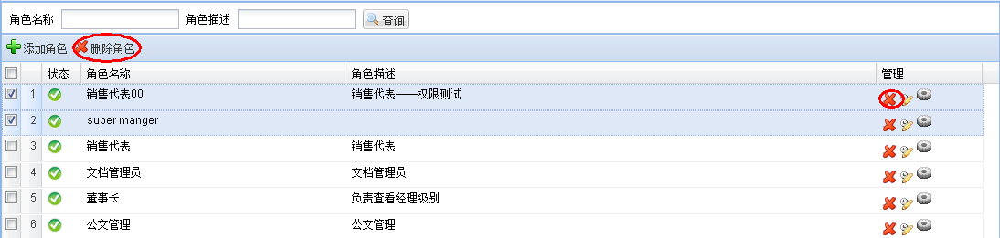 角色名称 角色描述 查询
添加角色 删除角色
状态 角色名称 角色描述 管理
1 销售代表00 销售代表——权限测试
2 super manger
3 销售代表 销售代表
4 文档管理员 文档管理员
5 董事长 负责查看经理级别
6 公文管理 公文管理